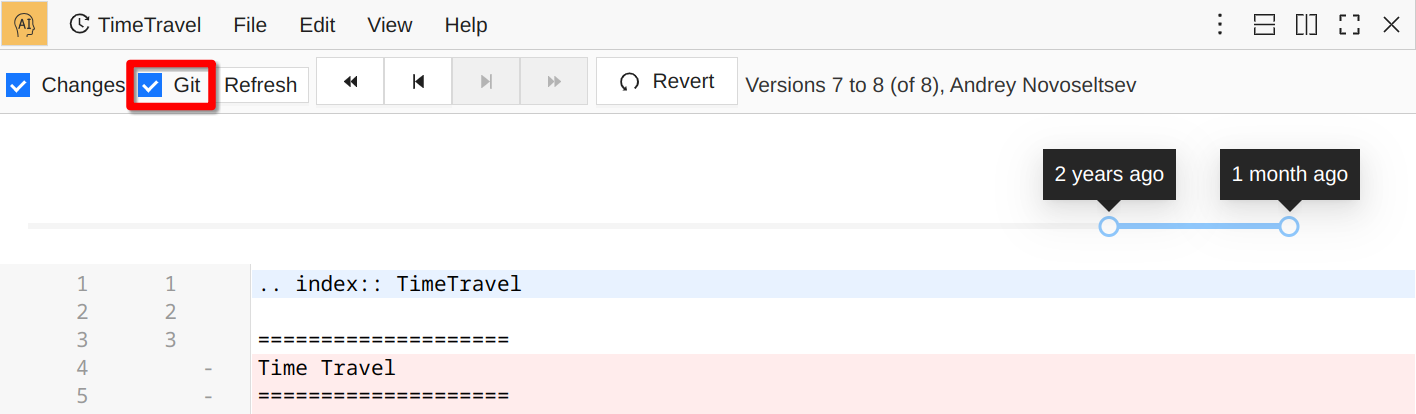 AI TimeTravel File Edit View Help
Changes Git Refresh Revert Versions 7 to 8 (of 8), Andrey Novoseltsev
2 years ago 1 month ago
1 1 .. index:: TimeTravel
2 2
3 3 ====================
4 - Time Travel
5 - ====================